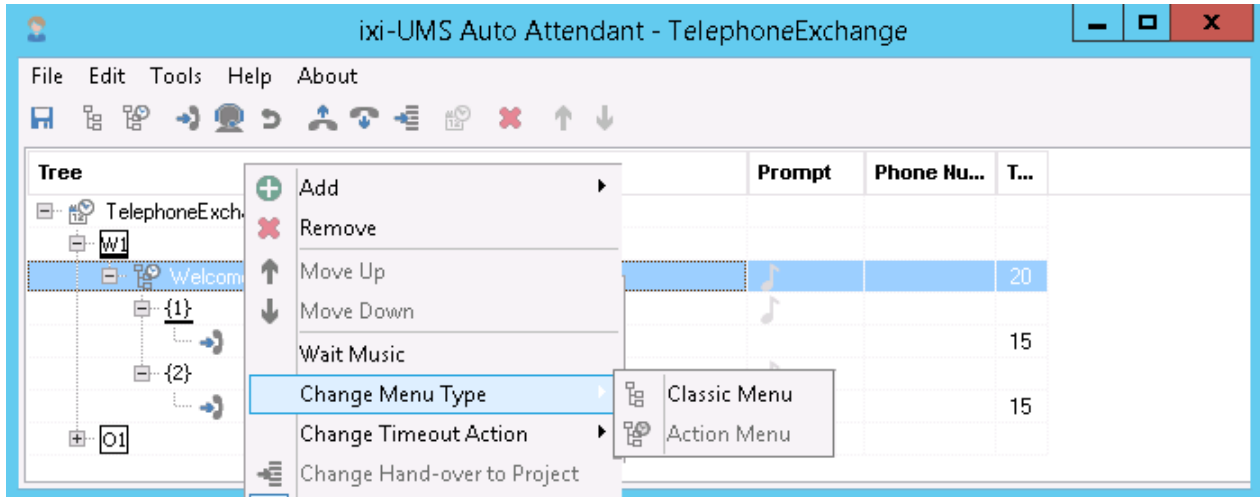 ixi-UMS Auto Attendant - TelephoneExchange
File Edit Tools Help About
Tree Prompt Phone Nu... T...
Add
TelephoneExch
Remove
W1
Welcom 20
Move Up
{1}
Move Down
15
Wait Music
{2}
Change Menu Type
Classic Menu
15
O1
Change Timeout Action
Action Menu
Change Hand-over to Project